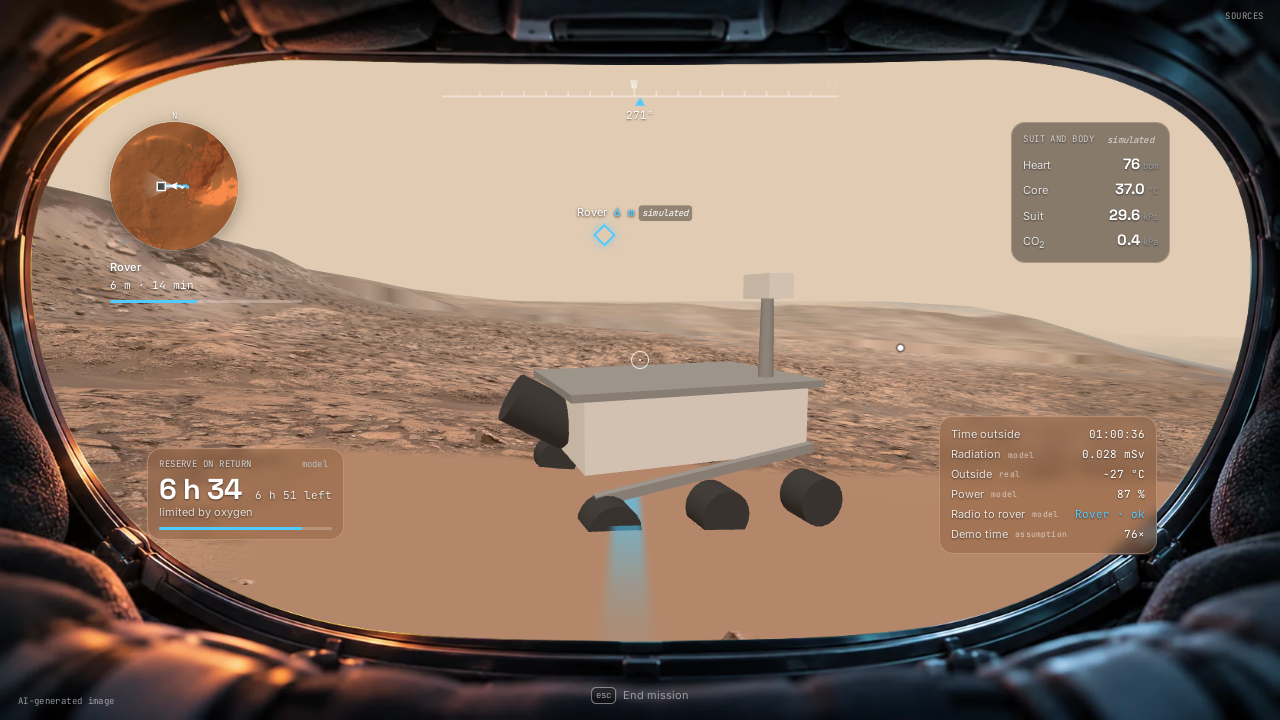 SOURCES
W
271°
N
Rover 6 m simulated
Rover
6 m · 14 min
SUIT AND BODY simulated
Heart 76 bpm
Core 37.0 °C
Suit 29.6 kPa
CO2 0.4 kPa
RESERVE ON RETURN model
6 h 34 6 h 51 left
limited by oxygen
Time outside 01:00:36
Radiation model 0.028 mSv
Outside real -27 °C
Power model 87 %
Radio to rover model Rover · ok
Demo time assumption 76×
esc End mission
AI-generated image